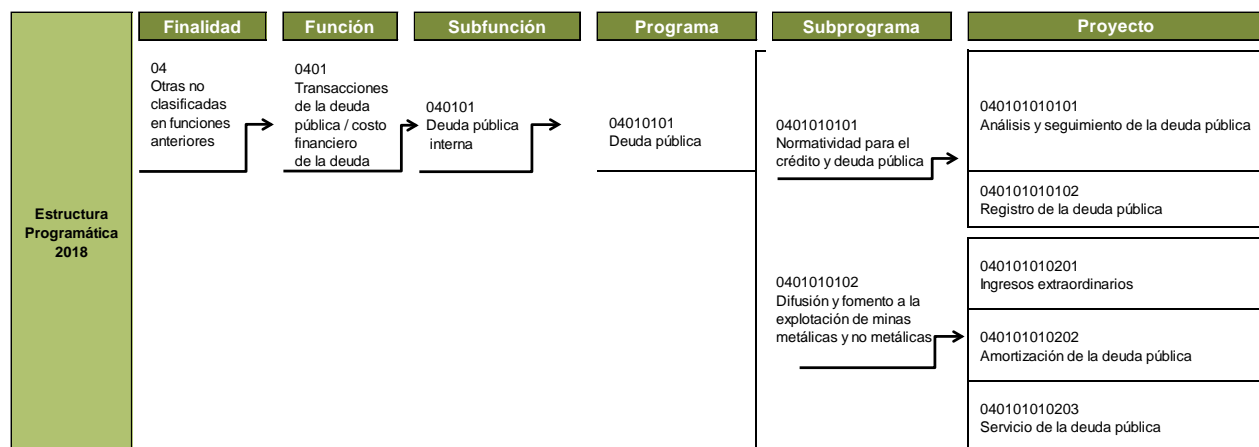 Finalidad
Función
Subfunción
Programa
Subprograma
Proyecto
Estructura
Programática
2018
04
Otras no
clasificadas
en funciones
anteriores
0401
Transacciones
de la deuda
pública / costo
financiero
de la deuda
040101
Deuda pública
interna
04010101
Deuda pública
0401010101
Normatividad para el
crédito y deuda pública
040101010101
Análisis y seguimiento de la deuda pública
040101010102
Registro de la deuda pública
0401010102
Difusión y fomento a la
explotación de minas
metálicas y no metálicas
040101010201
Ingresos extraordinarios
040101010202
Amortización de la deuda pública
040101010203
Servicio de la deuda pública